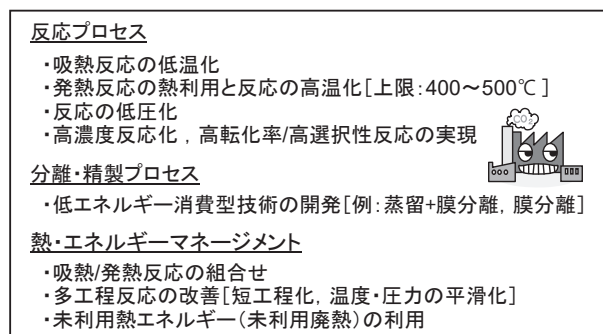 反応プロセス
・吸熱反応の低温化
・発熱反応の熱利用と反応の高温化［上限：400～500℃］
・反応の低圧化
・高濃度反応化，高転化率/高選択性反応の実現
CO2
分離・精製プロセス
・低エネルギー消費型技術の開発［例：蒸留+膜分離，膜分離］
熱・エネルギーマネージメント
・吸熱/発熱反応の組合せ
・多工程反応の改善［短工程化，温度・圧力の平滑化］
・未利用熱エネルギー（未利用廃熱）の利用